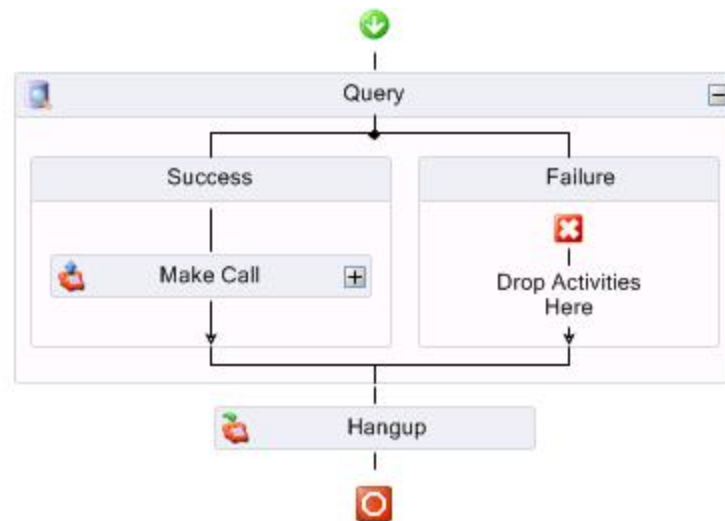 Query
Success
Failure
Make Call
Drop Activities
Here
Hangup